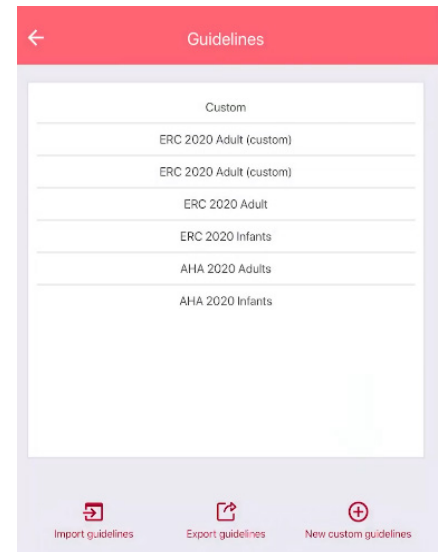 Guidelines
Custom
ERC 2020 Adult (custom)
ERC 2020 Adult (custom)
ERC 2020 Adult
ERC 2020 Infants
AHA 2020 Adults
AHA 2020 Infants
Import guidelines Export guidelines New custom guidelines